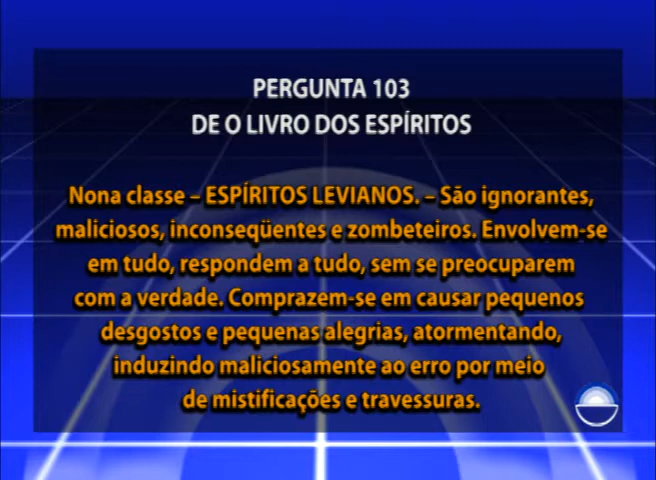 PERGUNTA 103
DE O LIVRO DOS ESPÍRITOS
Nona classe – ESPÍRITOS LEVIANOS. – São ignorantes,
maliciosos, inconseqüentes e zombeteiros. Envolvem-se
em tudo, respondem a tudo, sem se preocuparem
com a verdade. Comprazem-se em causar pequenos
desgostos e pequenas alegrias, atormentando,
induzindo maliciosamente ao erro por meio
de mistificações e travessuras.